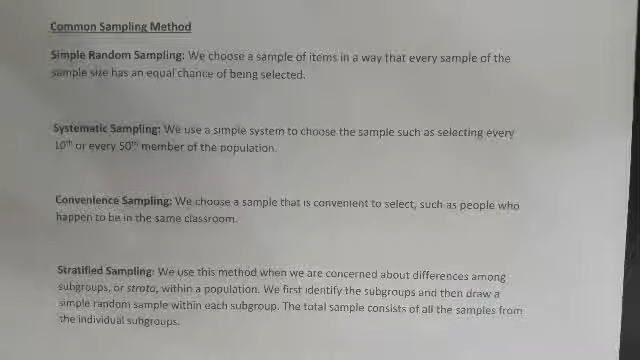 Common Sampling Method
Simple Random Sampling: We choose a sample of items in a way that every sample of the
sample size has an equal chance of being selected.
Systematic Sampling: We use a simple system to choose the sample such as selecting every
10th or every 50th member of the population.
Convenience Sampling: We choose a sample that is convenient to select, such as people who
happen to be in the same classroom.
Stratified Sampling: We use this method when we are concerned about differences among
subgroups, or strata, within a population. We first identify the subgroups and then draw a
simple random sample within each subgroup. The total sample consists of all the samples from
the individual subgroups.